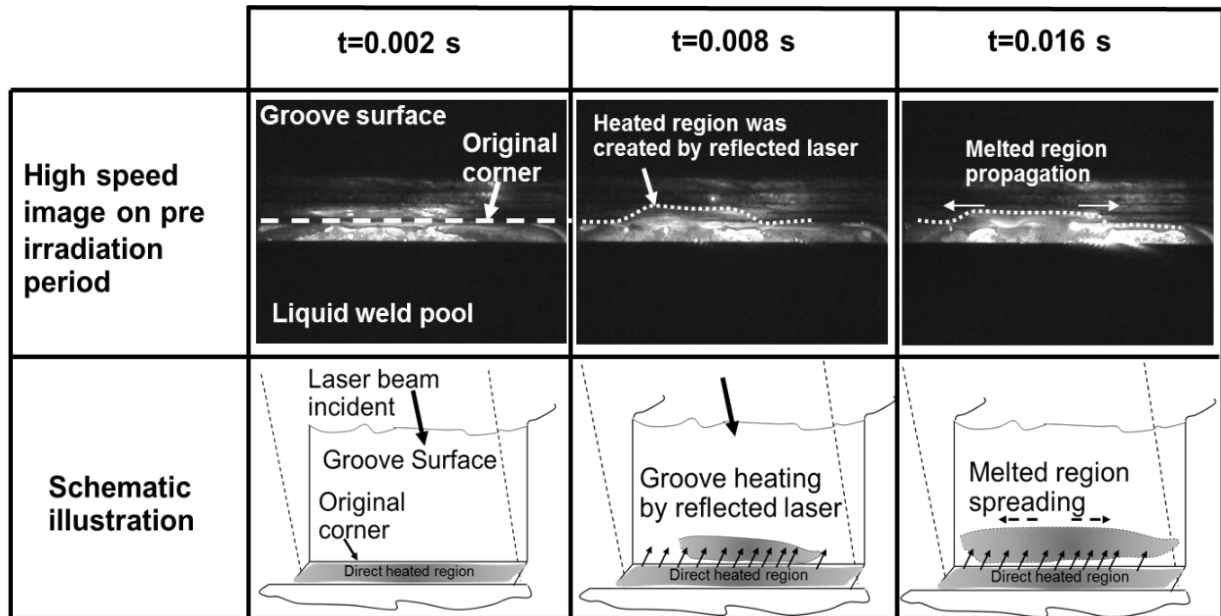 t=0.002 s
t=0.008 s
t=0.016 s
High speed
image on pre
irradiation
period
Groove surface
Original
corner
Liquid weld pool
Heated region was
created by reflected laser
Melted region
propagation
Schematic
illustration
Laser beam
incident
Groove Surface
Original
corner
Direct heated region
Groove heating
by reflected laser
Direct heated region
Melted region
spreading
Direct heated region